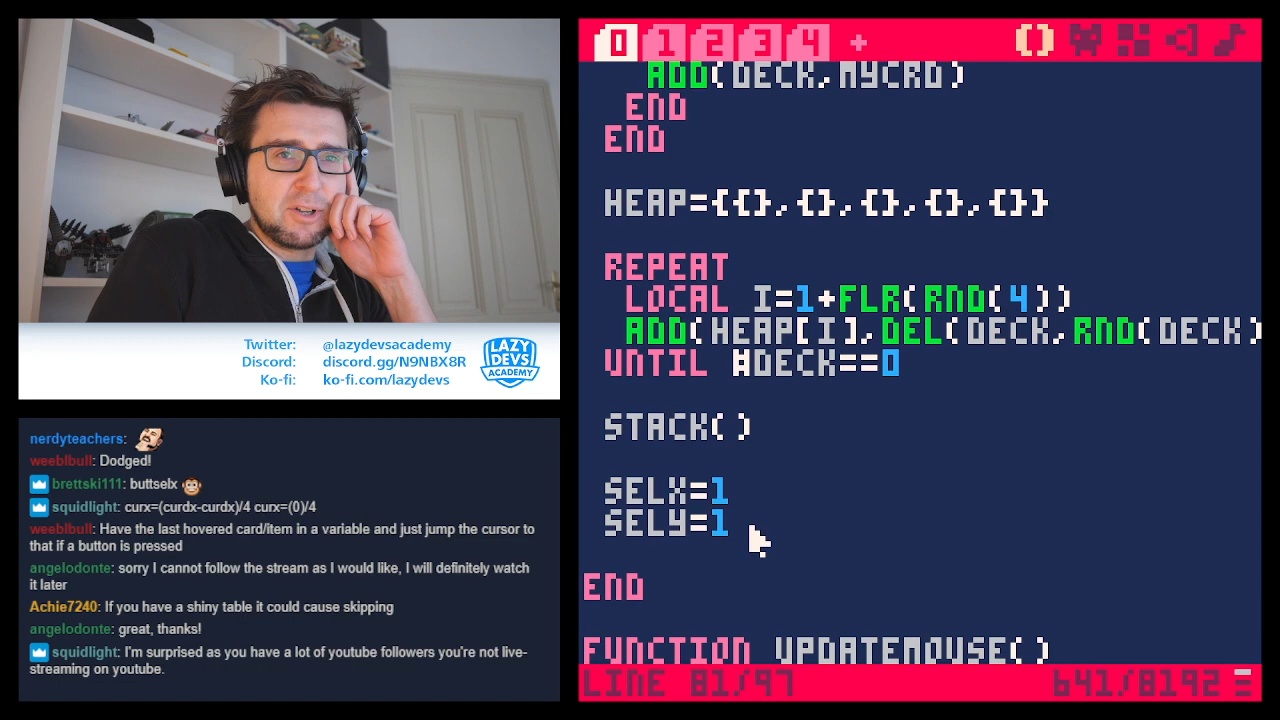 Twitter: @lazydevsacademy
Discord: discord.gg/N9NBX8R
Ko-fi: ko-fi.com/lazydevs
LAZY
DEVS
ACADEMY
nerdyteachers:
weeblbull: Dodged!
brettski111: buttselx
squidlight: curx=(curdx-curdx)/4 curx=(0)/4
weeblbull: Have the last hovered card/item in a variable and just jump the cursor to
that if a button is pressed
angelodonte: sorry I cannot follow the stream as I would like, I will definitely watch
it later
Achie7240: If you have a shiny table it could cause skipping
angelodonte: great, thanks!
squidlight: I'm surprised as you have a lot of youtube followers you're not live-
streaming on youtube.
0 1 2 3 4 +
ADD(DECK,MYCRD)
END
END
HEAP={{},{},{},{},{}}
REPEAT
LOCAL I=1+FLR(RND(4))
ADD(HEAP[I],DEL(DECK,RND(DECK)
UNTIL #DECK==0
STACK()
SELX=1
SELY=1
END
FUNCTION UPDATEMOUSE()
LINE 81/97 641/8192